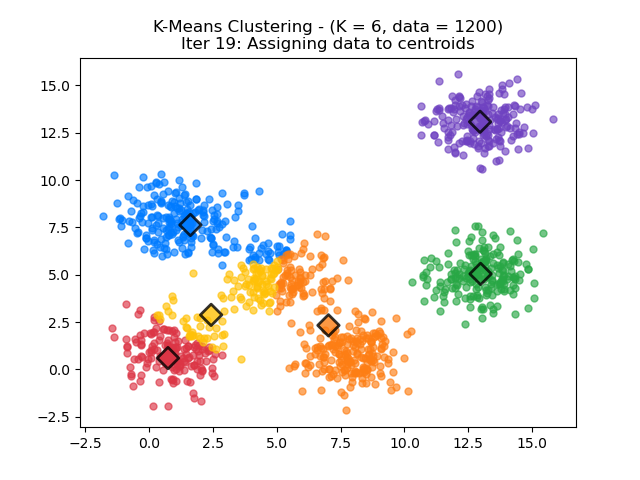 K-Means Clustering - (K = 6, data = 1200)
Iter 19: Assigning data to centroids
15.0
12.5
10.0
7.5
5.0
2.5
0.0
−2.5
−2.5 0.0 2.5 5.0 7.5 10.0 12.5 15.0